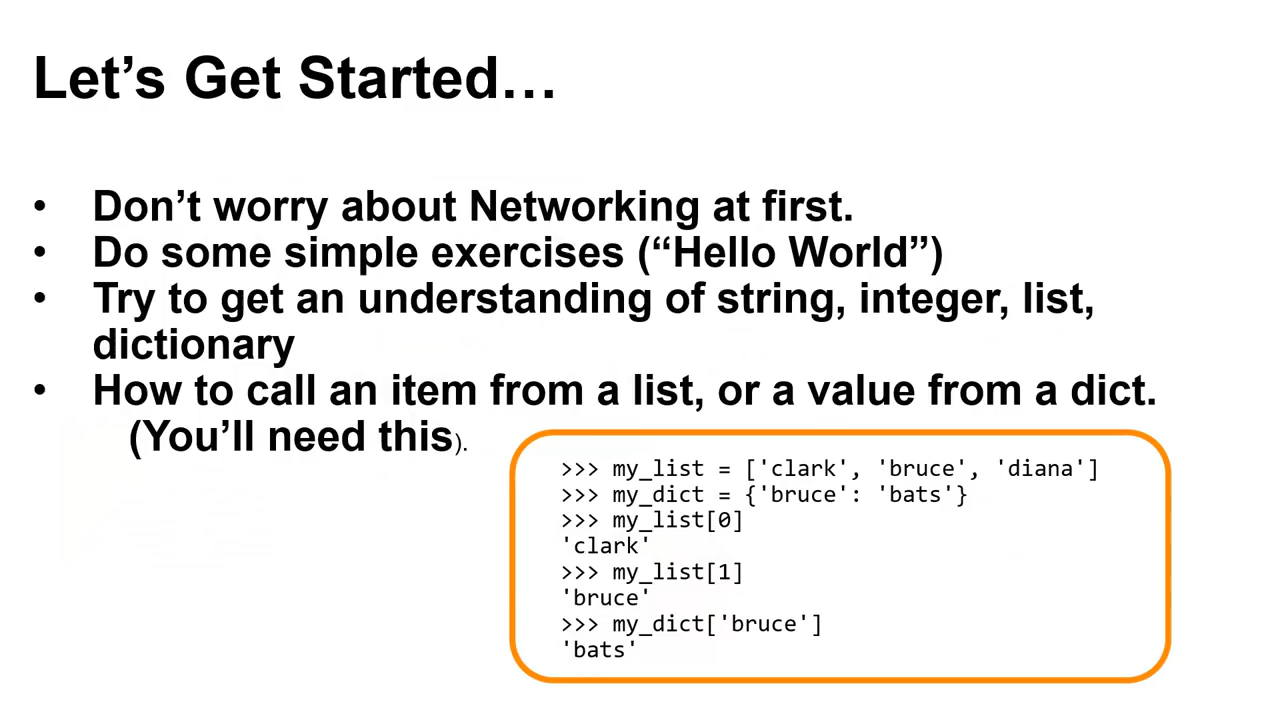 Let’s Get Started…
• Don’t worry about Networking at first.
• Do some simple exercises (“Hello World”)
• Try to get an understanding of string, integer, list,
dictionary
• How to call an item from a list, or a value from a dict.
(You’ll need this).
>>> my_list = ['clark', 'bruce', 'diana']
>>> my_dict = {'bruce': 'bats'}
>>> my_list[0]
'clark'
>>> my_list[1]
'bruce'
>>> my_dict['bruce']
'bats'